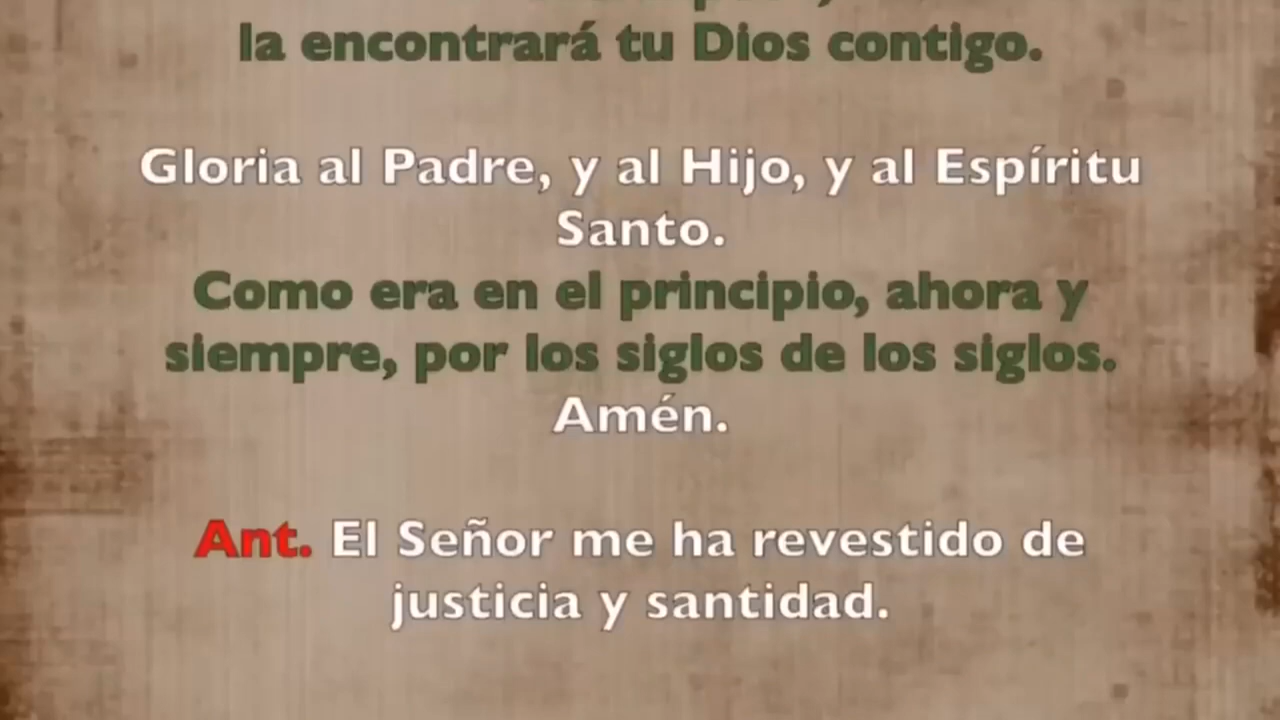 la encontrará tu Dios contigo.
Gloria al Padre, y al Hijo, y al Espíritu
Santo.
Como era en el principio, ahora y
siempre, por los siglos de los siglos.
Amén.
Ant. El Señor me ha revestido de
justicia y santidad.